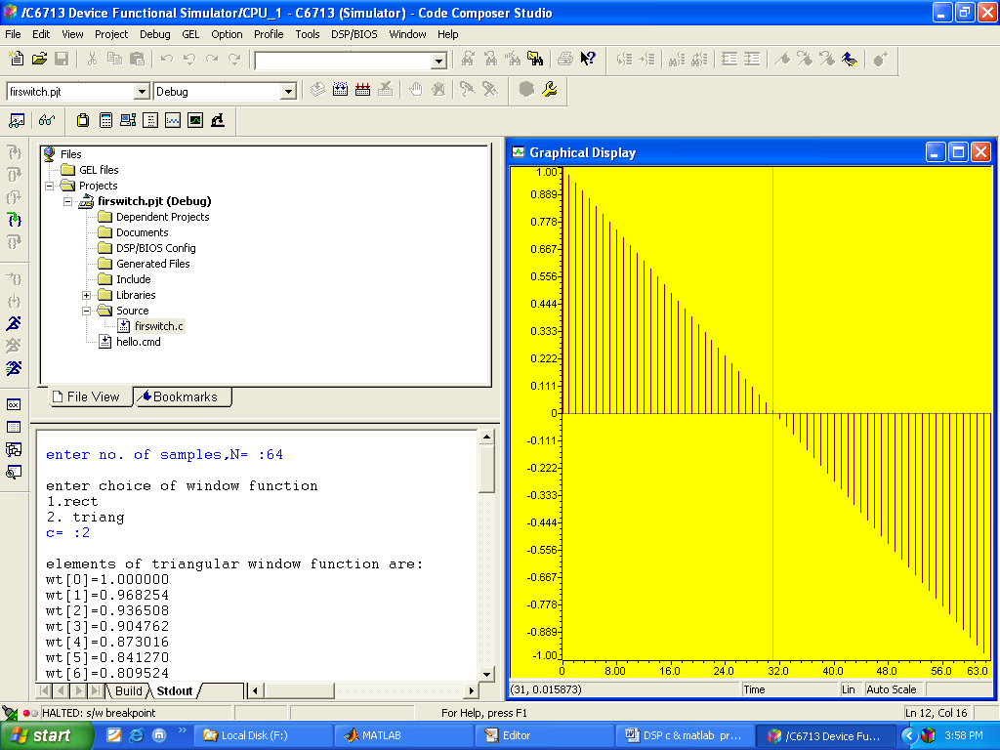 /C6713 Device Functional Simulator/CPU_1 - C6713 (Simulator) - Code Composer Studio
File Edit View Project Debug GEL Option Profile Tools DSP/BIOS Window Help
firswitch.pjt Debug
Files
GEL files
Projects
firswitch.pjt (Debug)
Dependent Projects
Documents
DSP/BIOS Config
Generated Files
Include
Libraries
Source
firswitch.c
hello.cmd
File View Bookmarks
enter no. of samples,N= :64
enter choice of window function
1.rect
2. triang
c= :2
elements of triangular window function are:
wt[0]=1.000000
wt[1]=0.968254
wt[2]=0.936508
wt[3]=0.904762
wt[4]=0.873016
wt[5]=0.841270
wt[6]=0.809524
Build Stdout
Graphical Display
1.00
0.889
0.778
0.667
0.556
0.444
0.333
0.222
0.111
0
-0.111
-0.222
-0.333
-0.444
-0.556
-0.667
-0.778
-0.889
-1.00
0 8.00 16.0 24.0 32.0 40.0 48.0 56.0 63.0
(31, 0.015873) Time Lin Auto Scale
HALTED: s/w breakpoint For Help, press F1 Ln 12, Col 16
start Local Disk (F:) MATLAB Editor DSP c & matlab pr... /C6713 Device Fu... 3:58 PM